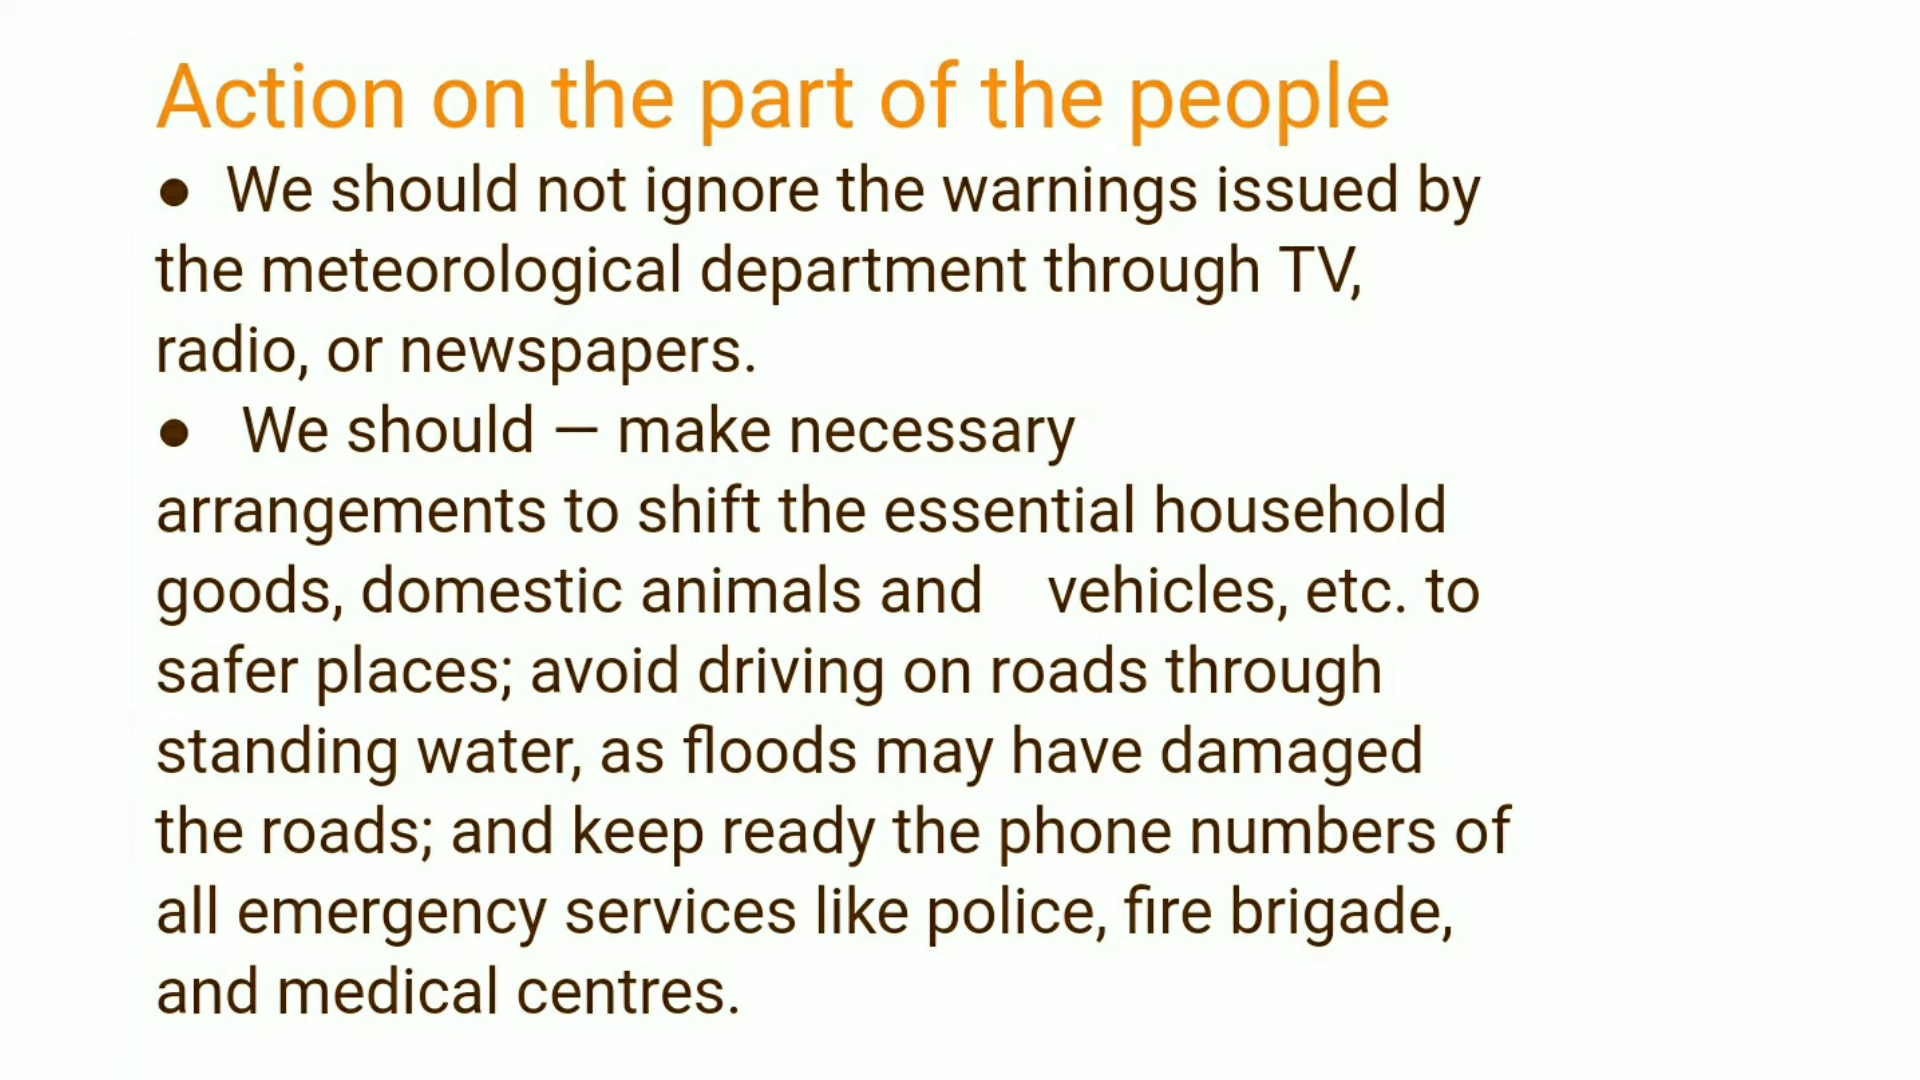 Action on the part of the people
● We should not ignore the warnings issued by
the meteorological department through TV,
radio, or newspapers.
● We should — make necessary
arrangements to shift the essential household
goods, domestic animals and vehicles, etc. to
safer places; avoid driving on roads through
standing water, as floods may have damaged
the roads; and keep ready the phone numbers of
all emergency services like police, fire brigade,
and medical centres.